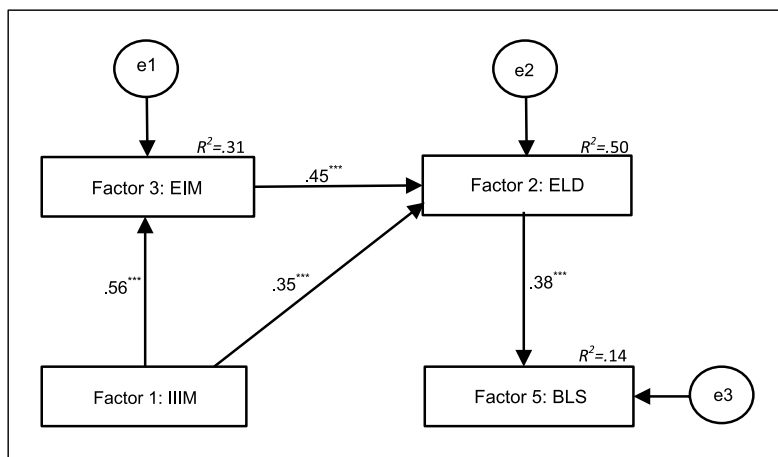 e1
e2
R²=.31
R²=.50
Factor 3: EIM
.45***
Factor 2: ELD
.56***
.35***
.38***
R²=.14
Factor 1: IIIM
Factor 5: BLS
e3